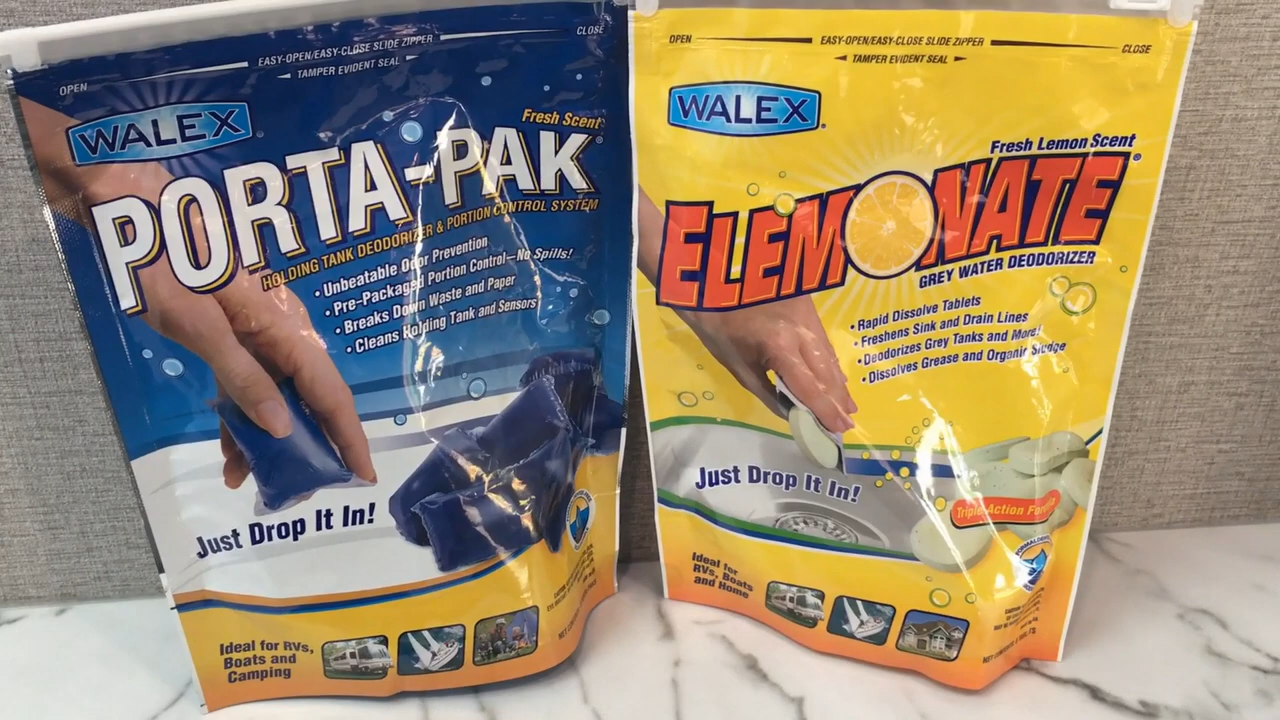 OPEN
EASY-OPEN/EASY-CLOSE SLIDE ZIPPER
CLOSE
TAMPER EVIDENT SEAL
WALEX
Fresh Scent
PORTA-PAK
HOLDING TANK DEODORIZER & PORTION CONTROL SYSTEM
• Unbeatable Odor Prevention
• Pre-Packaged Portion Control—No Spills!
• Breaks Down Waste and Paper
• Cleans Holding Tank and Sensors
Just Drop It In!
Ideal for RVs,
Boats and
Camping
OPEN
EASY-OPEN/EASY-CLOSE SLIDE ZIPPER
CLOSE
TAMPER EVIDENT SEAL
WALEX
Fresh Lemon Scent
ELEMONATE
GREY WATER DEODORIZER
• Rapid Dissolve Tablets
• Freshens Sink and Drain Lines
• Deodorizes Grey Tanks and More!
• Dissolves Grease and Organic Sludge
Just Drop It In!
Triple Action Formula
Ideal for
RVs, Boats
and Home